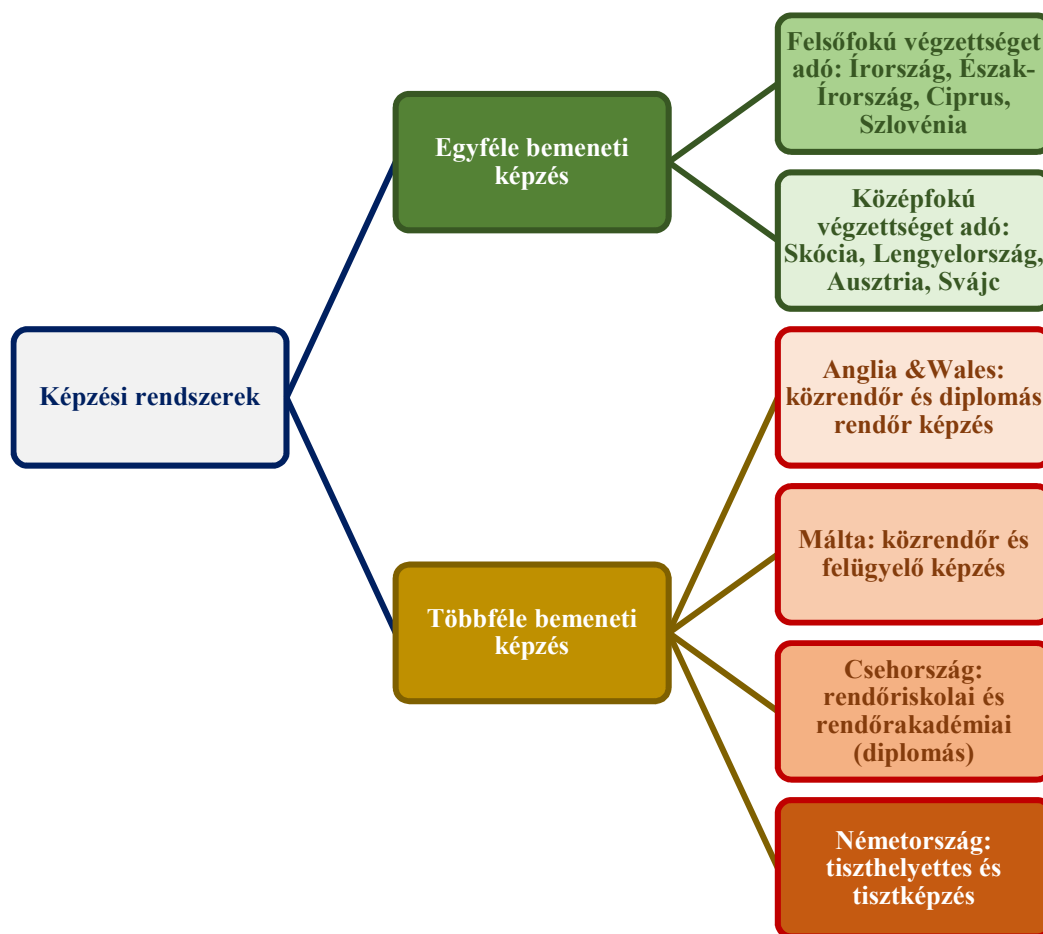 Képzési rendszerek
Egyféle bemeneti
képzés
Felsőfokú végzettséget
adó: Írország, Észak-
Írország, Ciprus,
Szlovénia
Középfokú
végzettséget adó:
Skócia, Lengyelország,
Ausztria, Svájc
Többféle bemeneti
képzés
Anglia &Wales:
közrendőr és diplomás
rendőr képzés
Málta: közrendőr és
felügyelő képzés
Csehország:
rendőriskolai és
rendőrakadémiai
(diplomás)
Németország:
tiszthelyettes és
tisztképzés